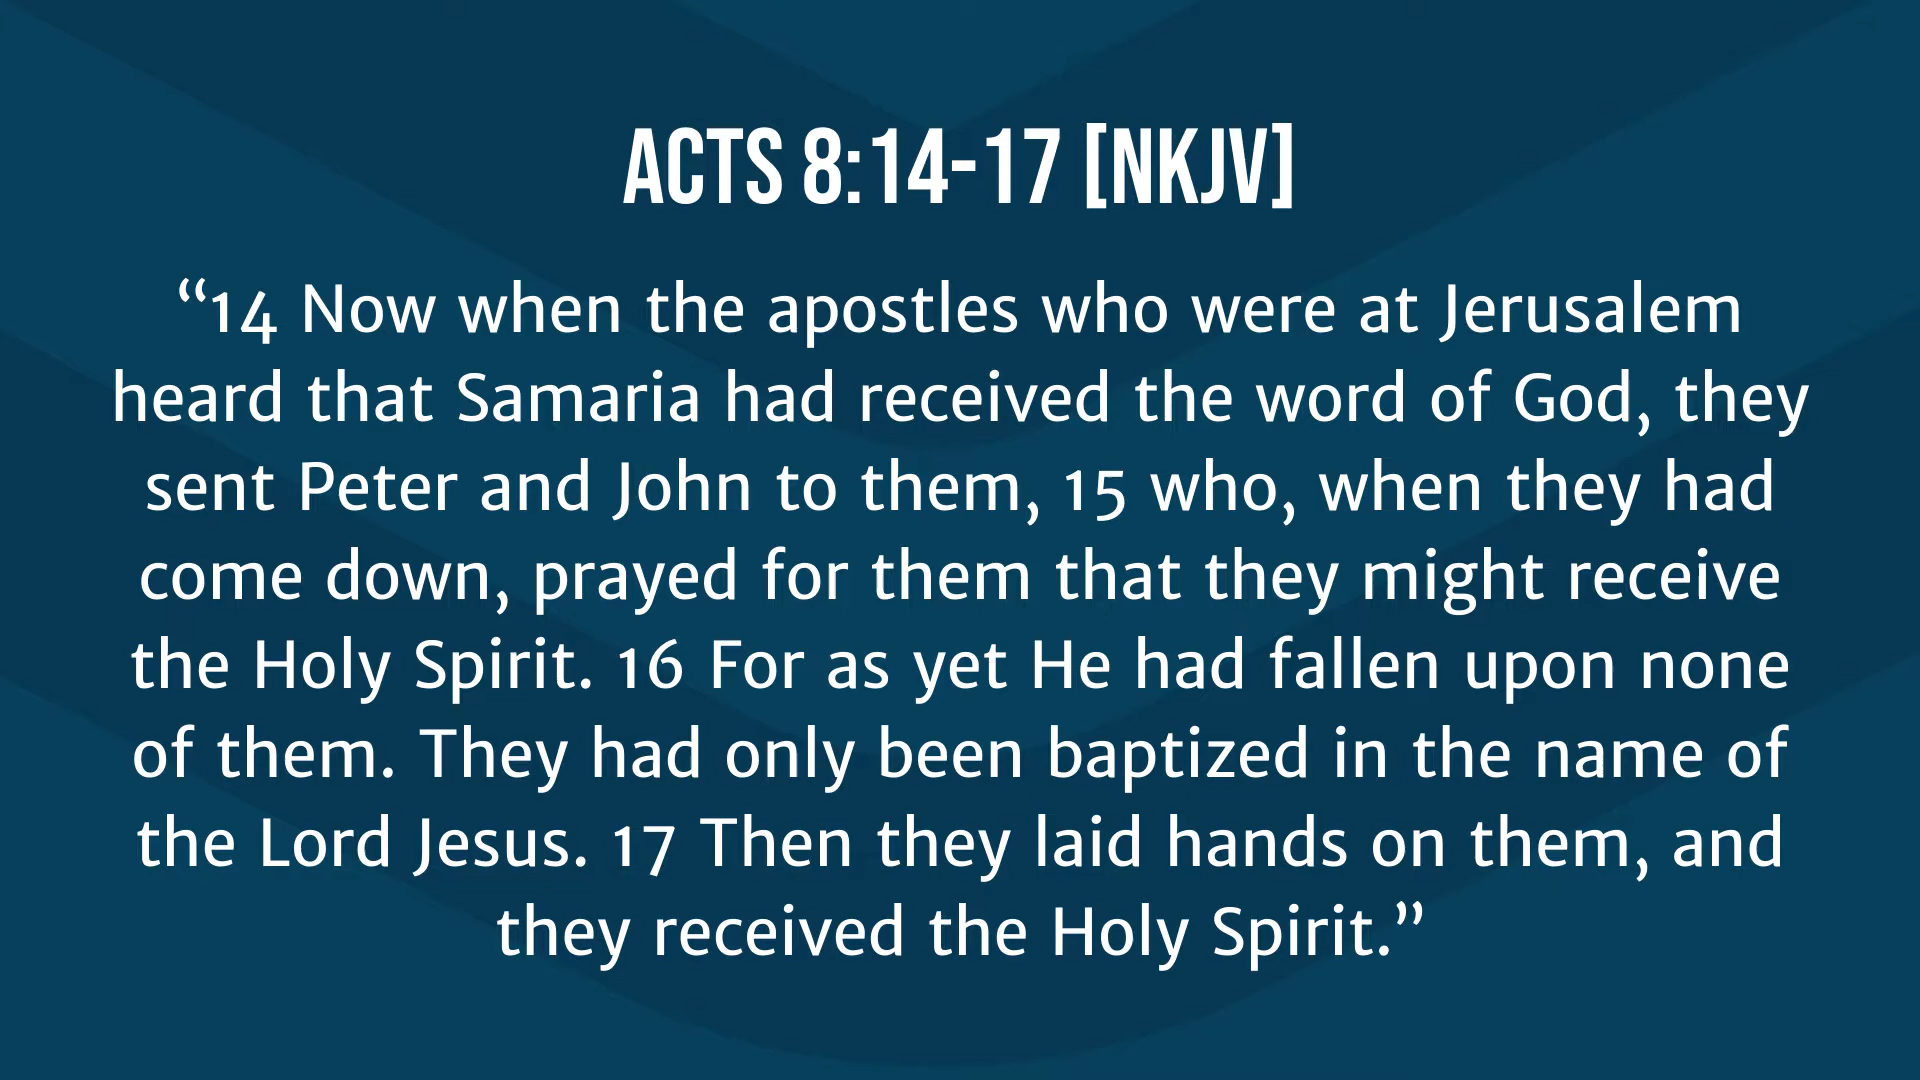 ACTS 8:14-17 [NKJV]
“14 Now when the apostles who were at Jerusalem
heard that Samaria had received the word of God, they
sent Peter and John to them, 15 who, when they had
come down, prayed for them that they might receive
the Holy Spirit. 16 For as yet He had fallen upon none
of them. They had only been baptized in the name of
the Lord Jesus. 17 Then they laid hands on them, and
they received the Holy Spirit.”